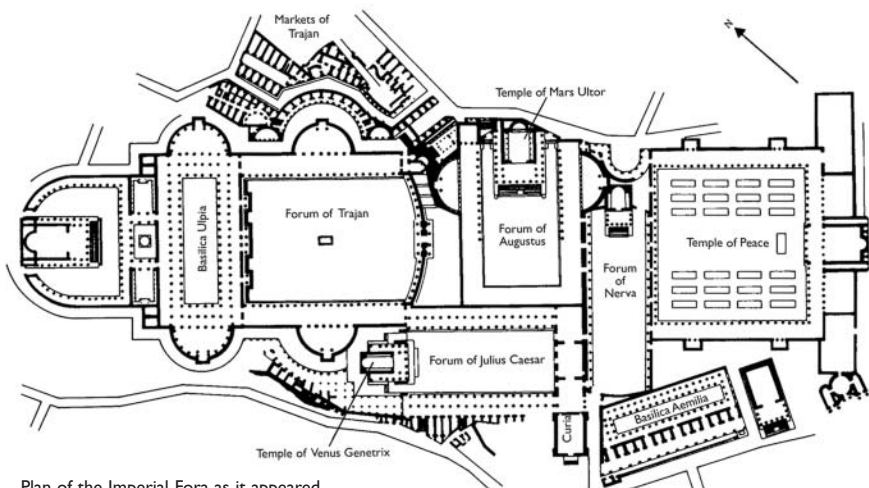 Markets of
Trajan
N
Temple of Mars Ultor
Basilica Ulpia
Forum of Trajan
Forum of
Augustus
Temple of Peace
Forum
of
Nerva
Forum of Julius Caesar
Temple of Venus Genetrix
Curia
Basilica Aemilia
Plan of the Imperial Fora as it appeared